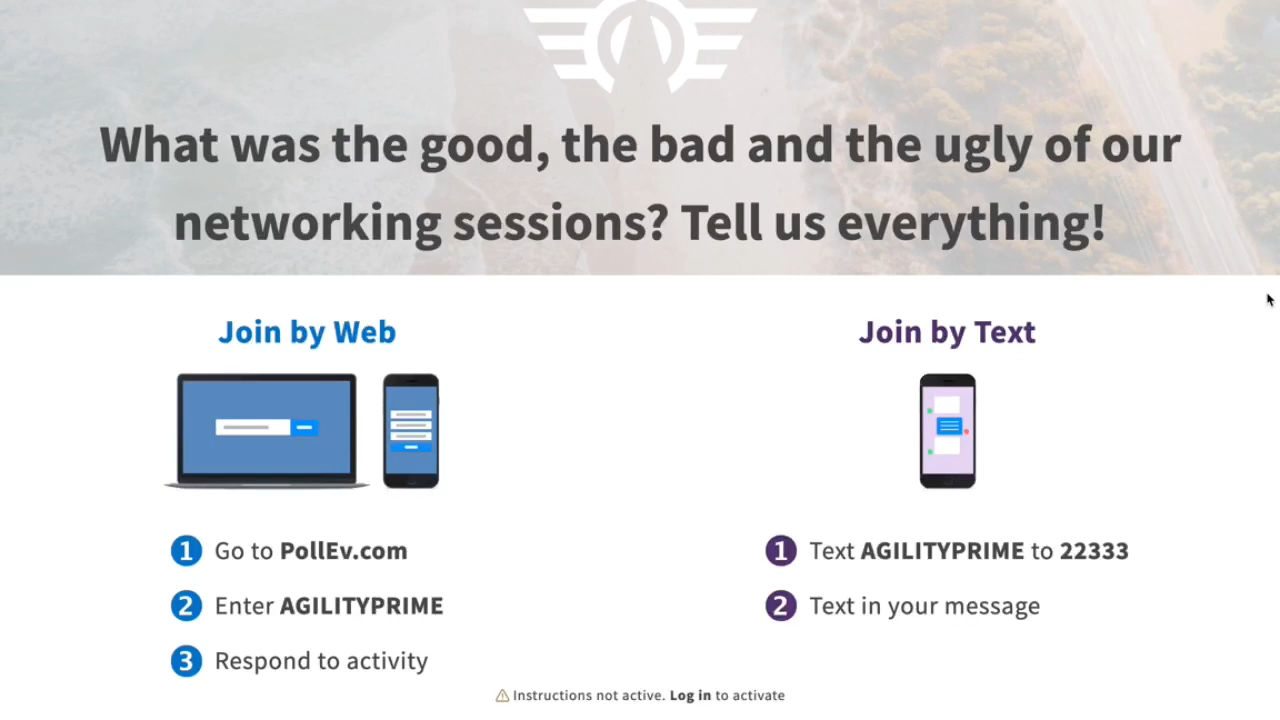 What was the good, the bad and the ugly of our
networking sessions? Tell us everything!
Join by Web
Join by Text
1 Go to PollEv.com
2 Enter AGILITYPRIME
3 Respond to activity
1 Text AGILITYPRIME to 22333
2 Text in your message
Instructions not active. Log in to activate